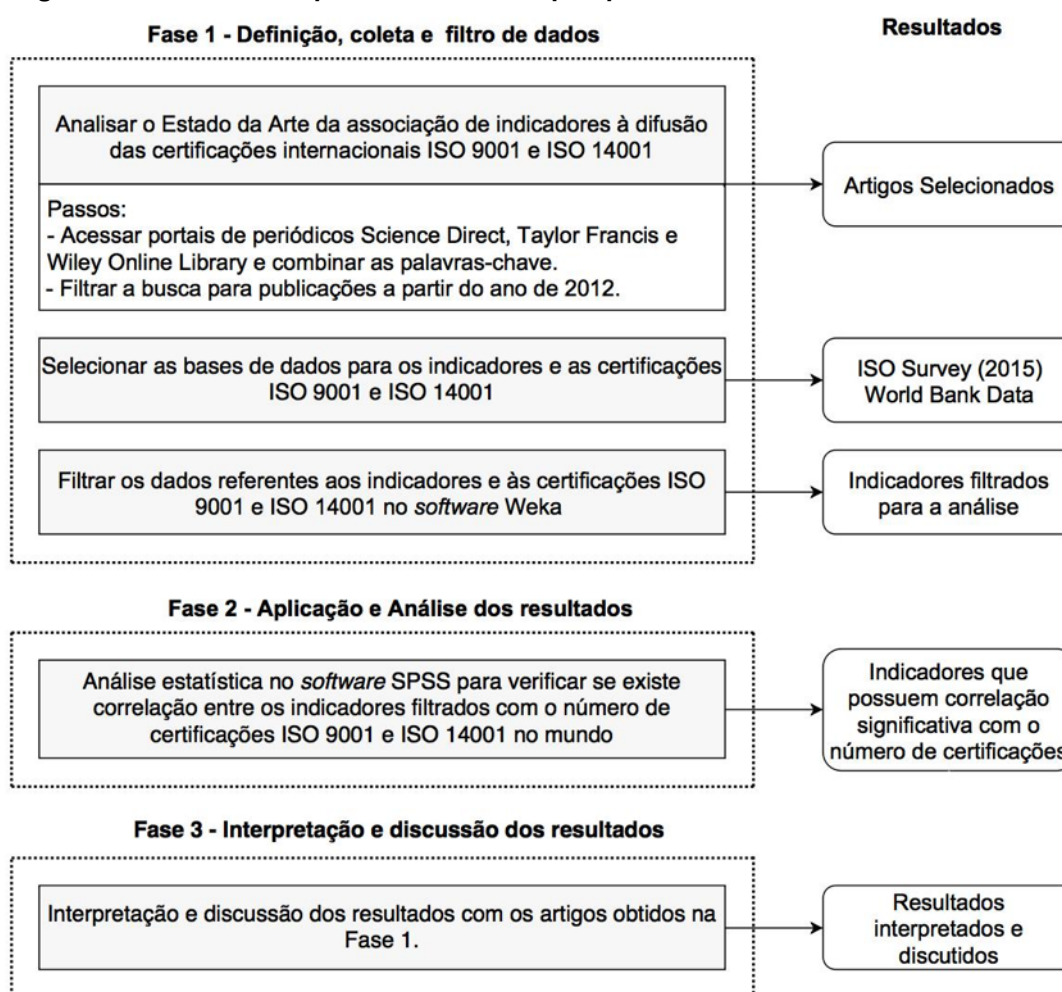 Fase 1 - Definição, coleta e filtro de dados
Resultados
Analisar o Estado da Arte da associação de indicadores à difusão
das certificações internacionais ISO 9001 e ISO 14001
Artigos Selecionados
Passos:
- Acessar portais de periódicos Science Direct, Taylor Francis e
Wiley Online Library e combinar as palavras-chave.
- Filtrar a busca para publicações a partir do ano de 2012.
Selecionar as bases de dados para os indicadores e as certificações
ISO 9001 e ISO 14001
ISO Survey (2015)
World Bank Data
Filtrar os dados referentes aos indicadores e às certificações ISO
9001 e ISO 14001 no software Weka
Indicadores filtrados
para a análise
Fase 2 - Aplicação e Análise dos resultados
Análise estatística no software SPSS para verificar se existe
correlação entre os indicadores filtrados com o número de
certificações ISO 9001 e ISO 14001 no mundo
Indicadores que
possuem correlação
significativa com o
número de certificações
Fase 3 - Interpretação e discussão dos resultados
Interpretação e discussão dos resultados com os artigos obtidos na
Fase 1.
Resultados
interpretados e
discutidos